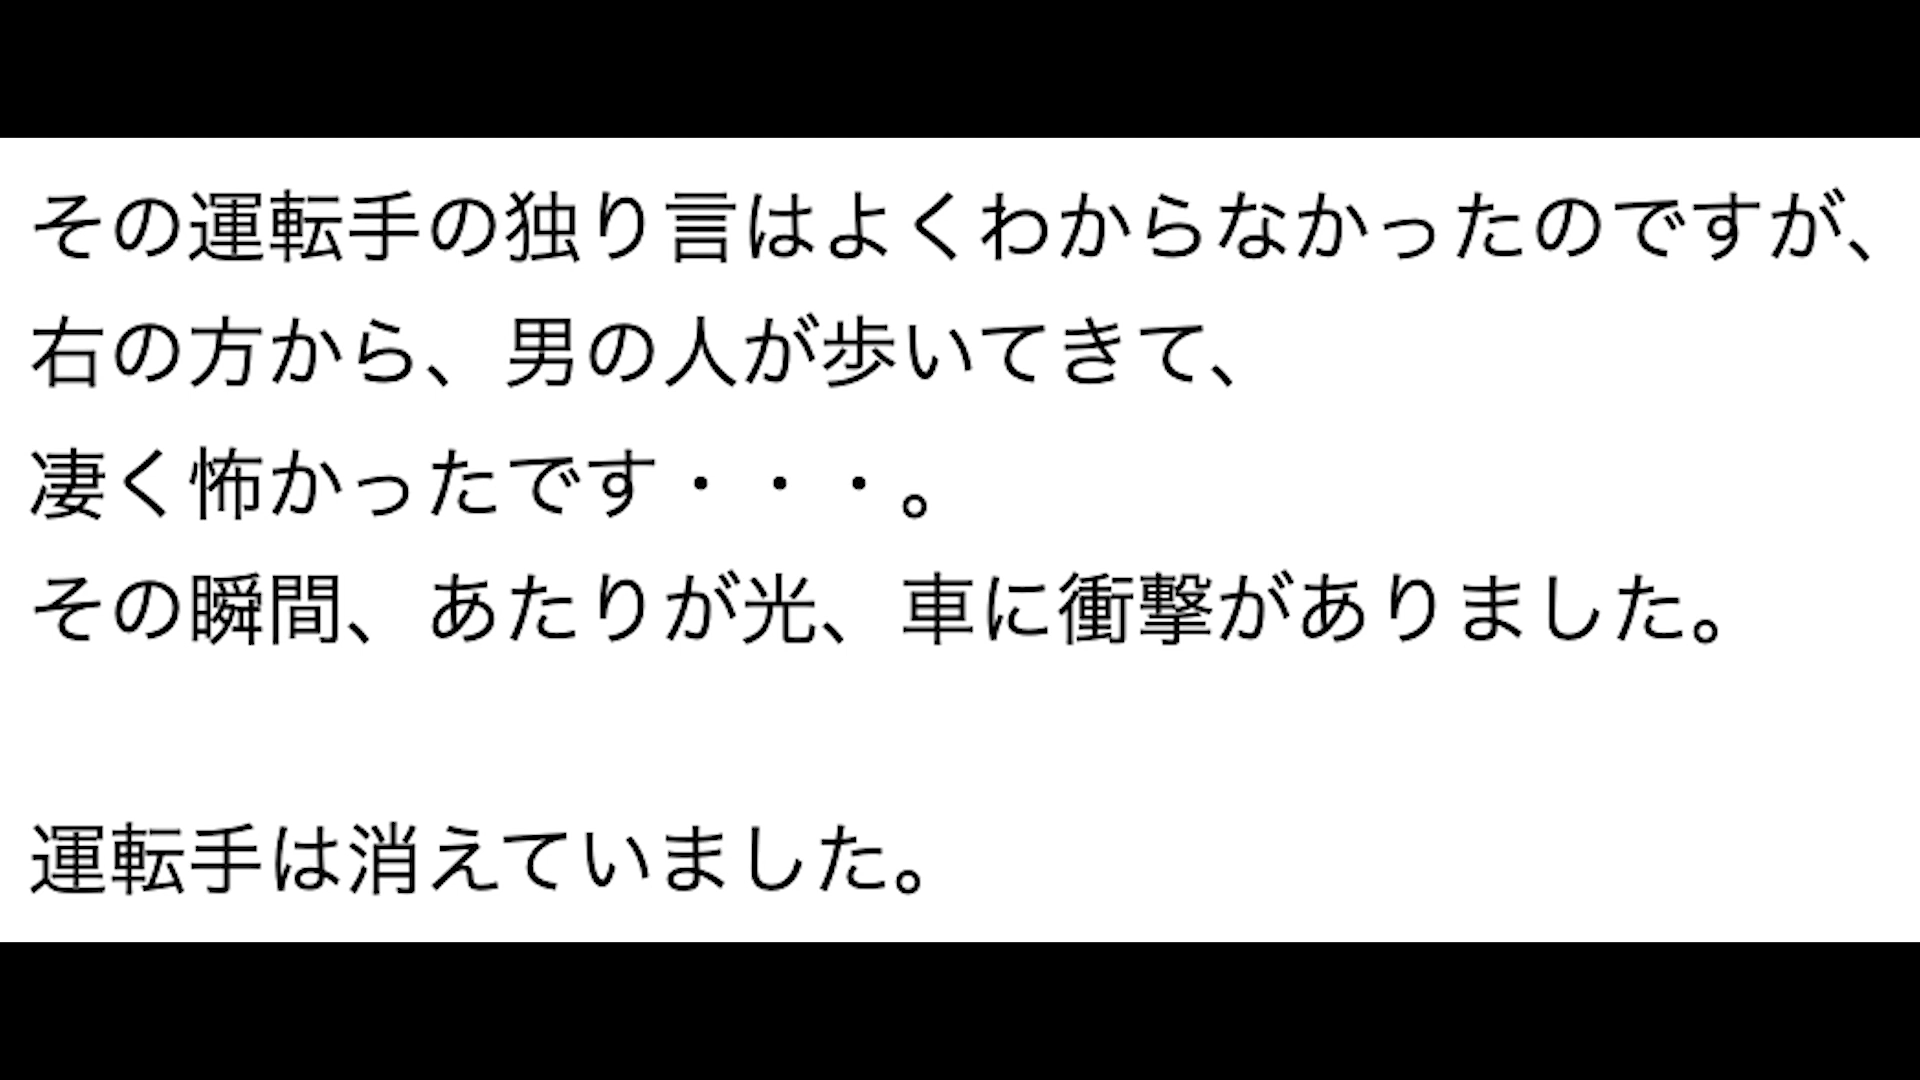 その運転手の独り言はよくわからなかったのですが、
右の方から、男の人が歩いてきて、
凄く怖かったです・・・。
その瞬間、あたりが光、車に衝撃がありました。
運転手は消えていました。